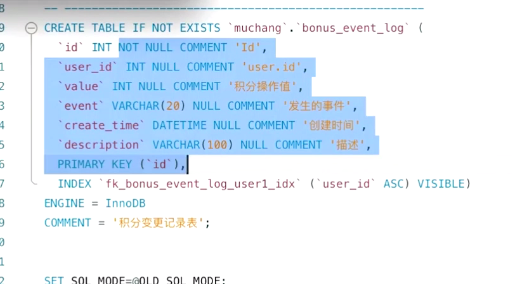 8 -- -----------------------------------------------------
9 CREATE TABLE IF NOT EXISTS `muchang`.`bonus_event_log` (
0 `id` INT NOT NULL COMMENT 'Id',
1 `user_id` INT NOT NULL COMMENT 'user.id',
2 `value` INT NULL COMMENT '积分操作值',
3 `event` VARCHAR(20) NULL COMMENT '发生的事件',
4 `create_time` DATETIME NULL COMMENT '创建时间',
5 `description` VARCHAR(100) NULL COMMENT '描述',
6 PRIMARY KEY (`id`),
7 INDEX `fk_bonus_event_log_user1_idx` (`user_id` ASC) VISIBLE)
8 ENGINE = InnoDB
9 COMMENT = '积分变更记录表';
0
1
2 SET SQL_MODE=@OLD_SQL_MODE;